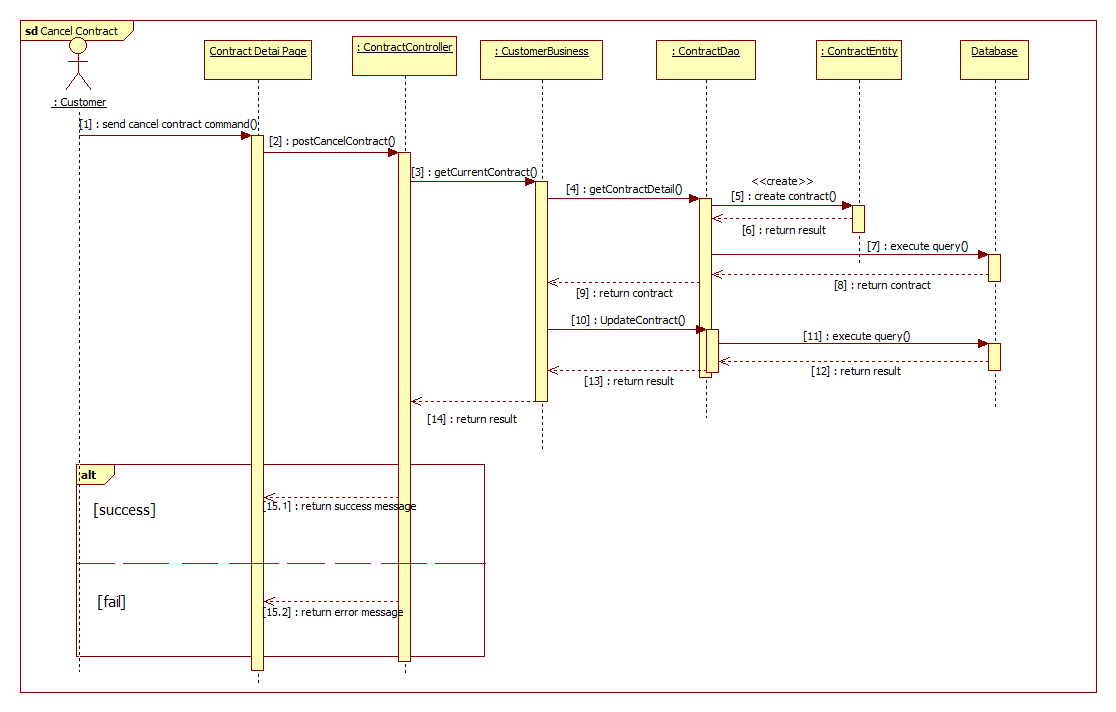 sd Cancel Contract
: Customer
Contract Detai Page
: ContractController
: CustomerBusiness
: ContractDao
: ContractEntity
Database
[1] : send cancel contract command()
[2] : postCancelContract()
[3] : getCurrentContract()
[4] : getContractDetail()
<<create>>
[5] : create contract()
[6] : return result
[7] : execute query()
[8] : return contract
[9] : return contract
[10] : UpdateContract()
[11] : execute query()
[12] : return result
[13] : return result
[14] : return result
alt
[success]
[15.1] : return success message
[fail]
[15.2] : return error message